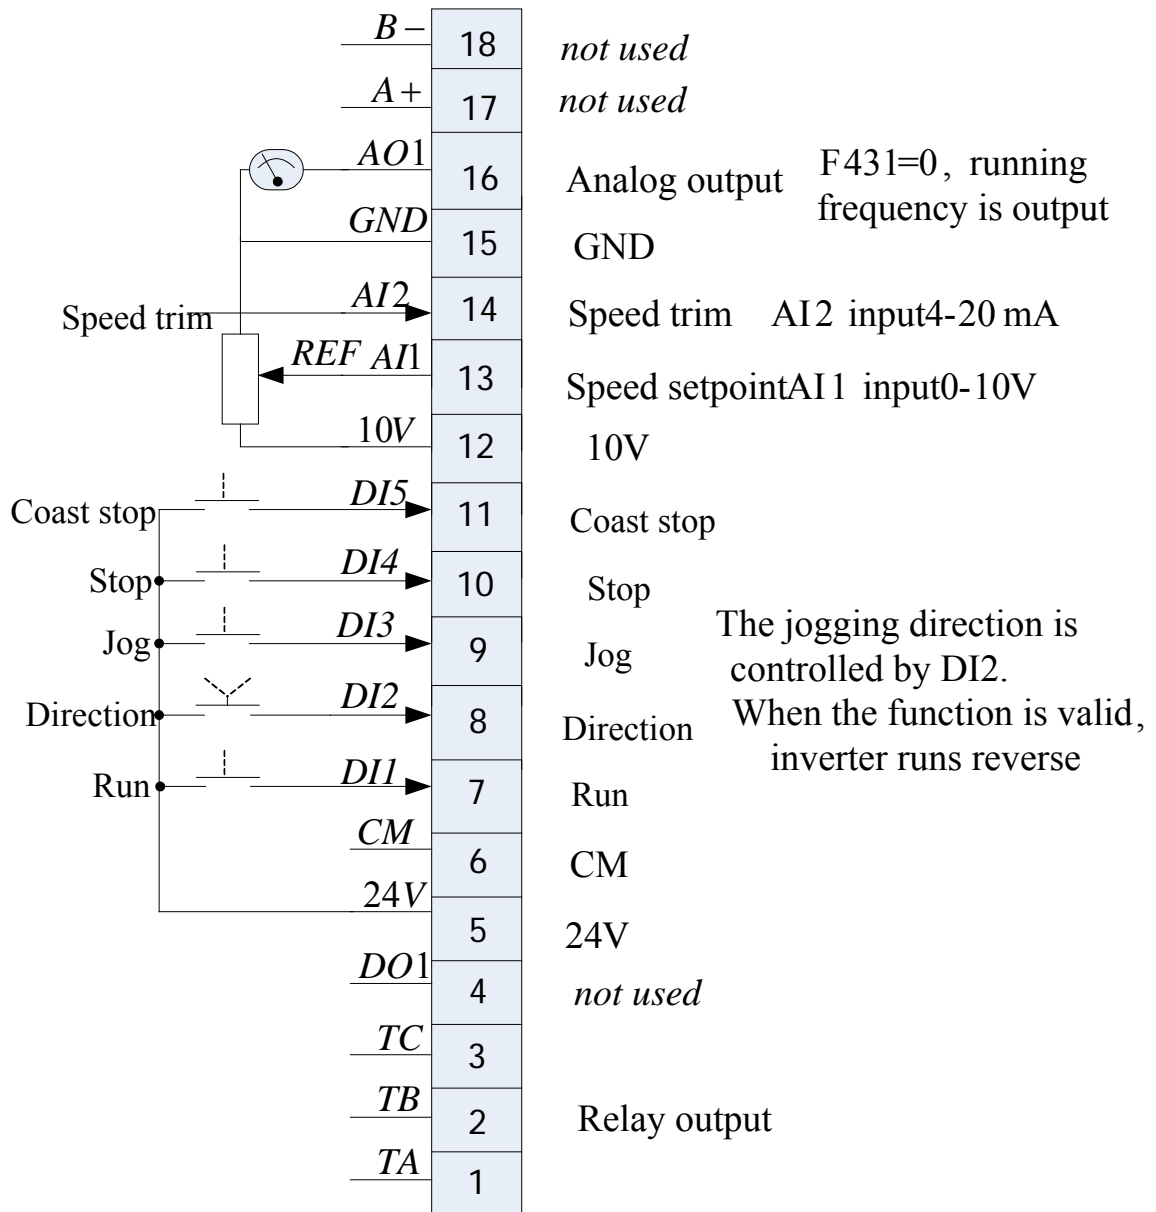 B− 18 not used
A+ 17 not used
AO1 16 Analog output F431=0, running
frequency is output
GND 15 GND
Speed trim AI2 14 Speed trim AI2 input4-20 mA
REF AI1 13 Speed setpointAI1 input0-10V
10V 12 10V
Coast stop DI5 11 Coast stop
Stop DI4 10 Stop
Jog DI3 9 Jog The jogging direction is
controlled by DI2.
Direction DI2 8 Direction When the function is valid,
inverter runs reverse
Run DI1 7 Run
CM 6 CM
24V 5 24V
DO1 4 not used
TC 3
TB 2 Relay output
TA 1